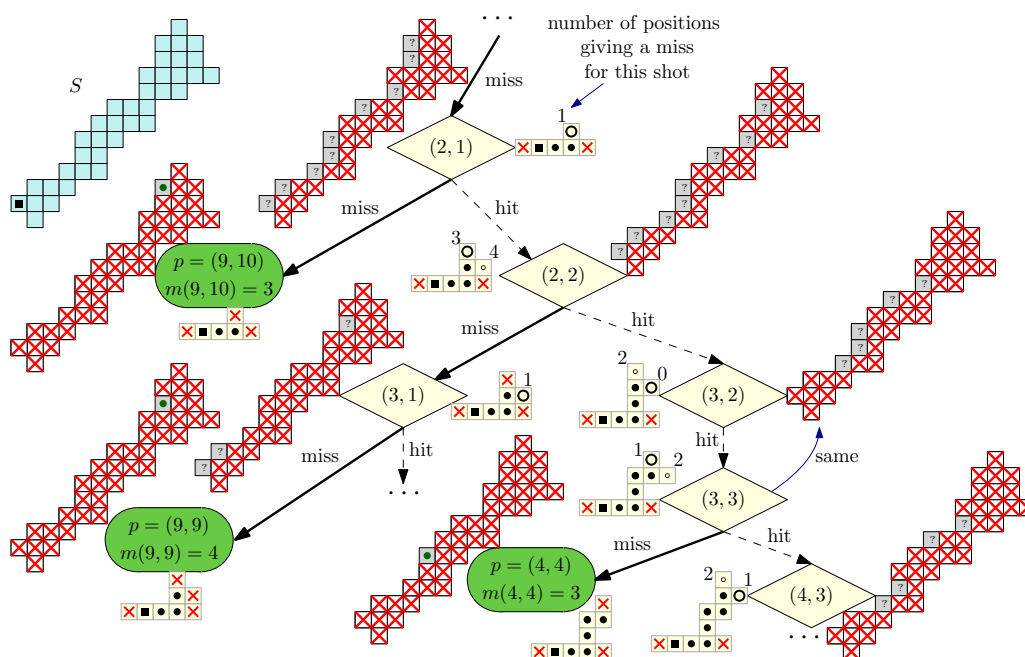 number of positions
giving a miss
for this shot
· · ·
S
miss
?
?
?
?
?
?
?
?
1
(2, 1)
miss
hit
?
?
?
?
?
?
?
p = (9, 10)
m(9, 10) = 3
3
4
(2, 2)
miss
hit
?
?
?
?
?
?
?
(3, 1)
1
miss
hit
· · ·
2
0
(3, 2)
hit
same
1
2
(3, 3)
miss
hit
p = (9, 9)
m(9, 9) = 4
p = (4, 4)
m(4, 4) = 3
2
1
(4, 3)
?
?
?
?
· · ·